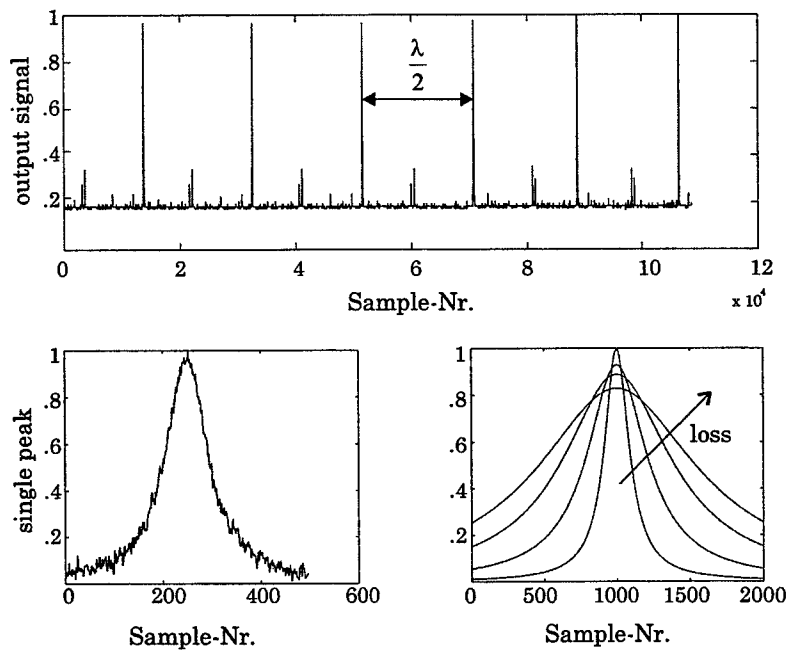 output signal
1
.8
.6
.4
.2
λ
2
0 2 4 6 8 10 12
Sample-Nr.
x 10⁴
single peak
1
.8
.6
.4
.2
0 200 400 600
Sample-Nr.
1
.8
.6
.4
.2
loss
0 500 1000 1500 2000
Sample-Nr.